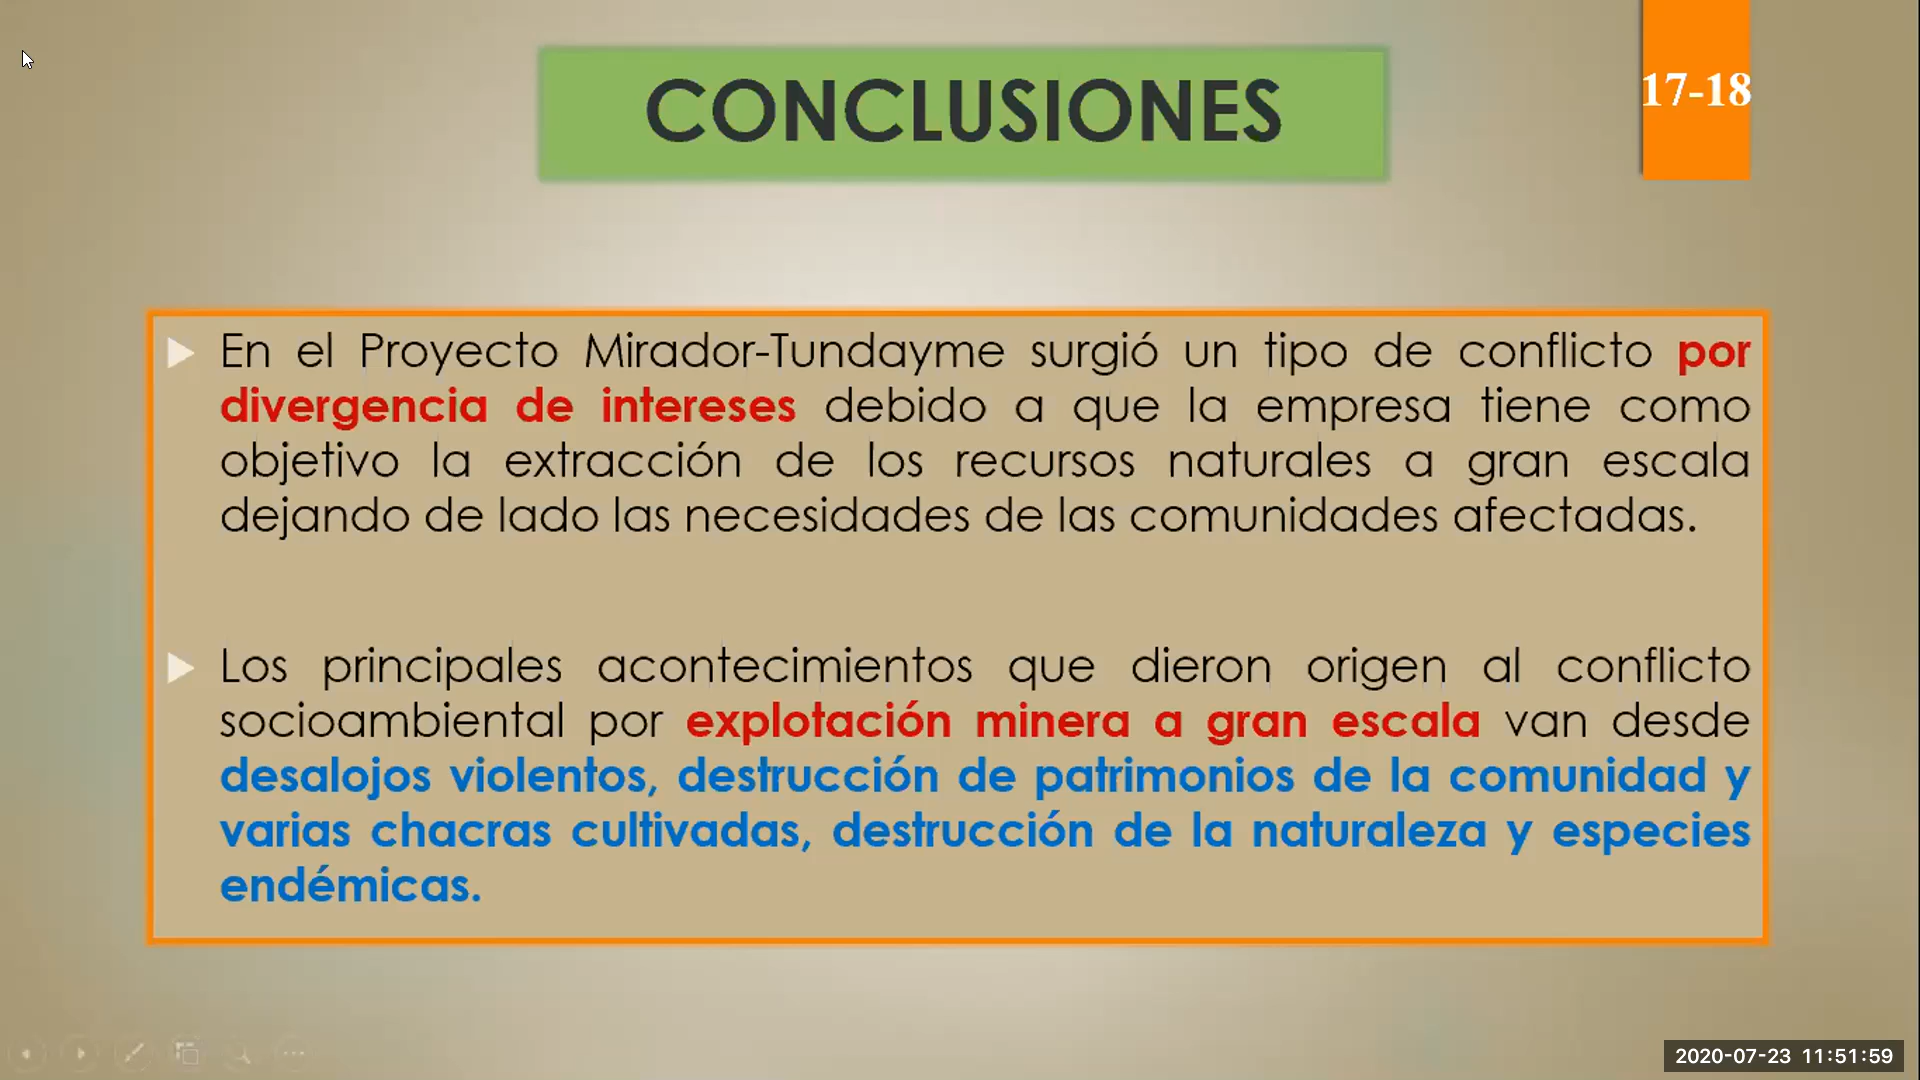 CONCLUSIONES
17-18
En el Proyecto Mirador-Tundayme surgió un tipo de conflicto por
divergencia de intereses debido a que la empresa tiene como
objetivo la extracción de los recursos naturales a gran escala
dejando de lado las necesidades de las comunidades afectadas.
Los principales acontecimientos que dieron origen al conflicto
socioambiental por explotación minera a gran escala van desde
desalojos violentos, destrucción de patrimonios de la comunidad y
varias chacras cultivadas, destrucción de la naturaleza y especies
endémicas.
2020-07-23 11:51:59